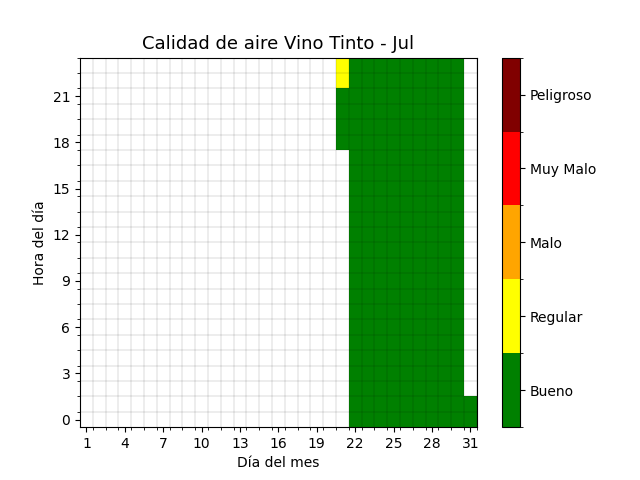 Calidad de aire Vino Tinto - Jul
21
18
15
12
9
6
3
0
Hora del día
1 4 7 10 13 16 19 22 25 28 31
Día del mes
Peligroso
Muy Malo
Malo
Regular
Bueno